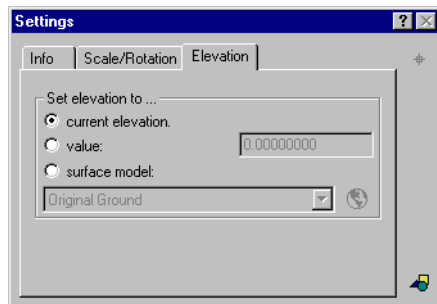 Settings
Info Scale/Rotation Elevation
Set elevation to ...
current elevation.
value: 0.00000000
surface model:
Original Ground